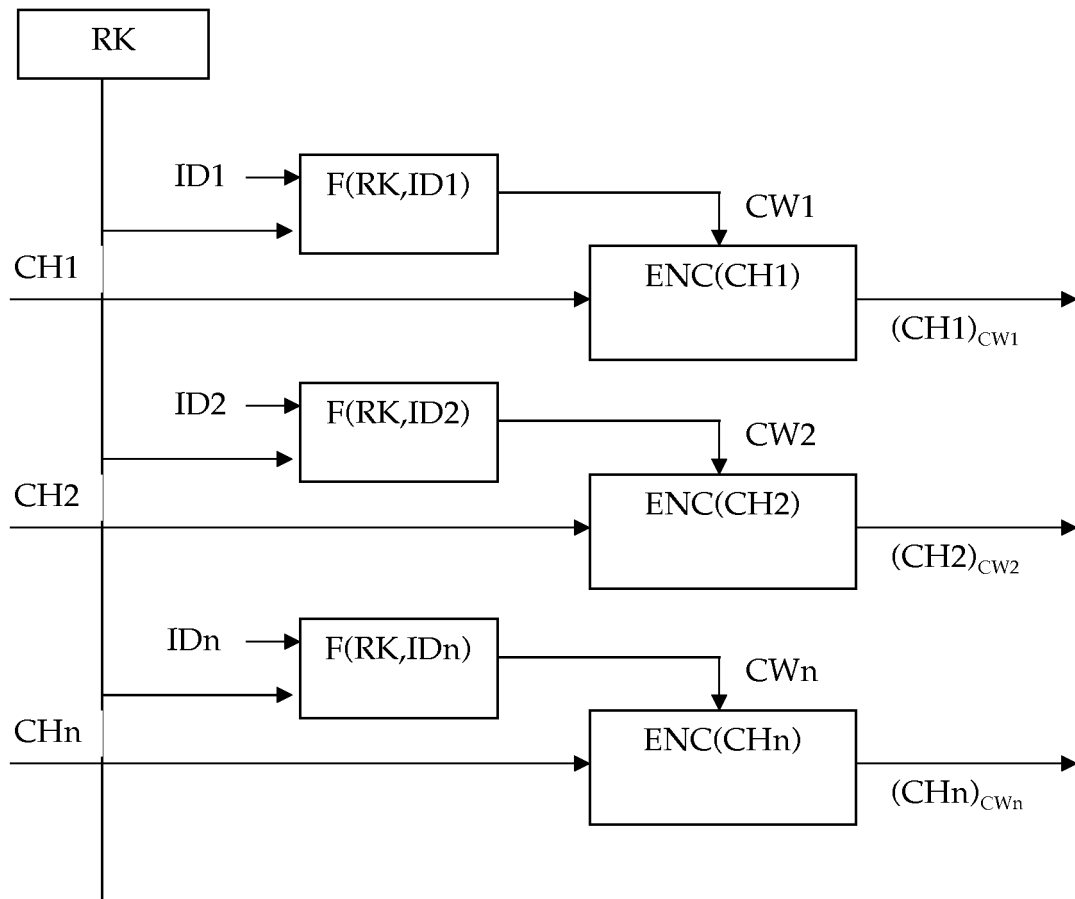 RK
ID1
F(RK,ID1)
CW1
CH1
ENC(CH1)
(CH1)CW1
ID2
F(RK,ID2)
CW2
CH2
ENC(CH2)
(CH2)CW2
IDn
F(RK,IDn)
CWn
CHn
ENC(CHn)
(CHn)CWn